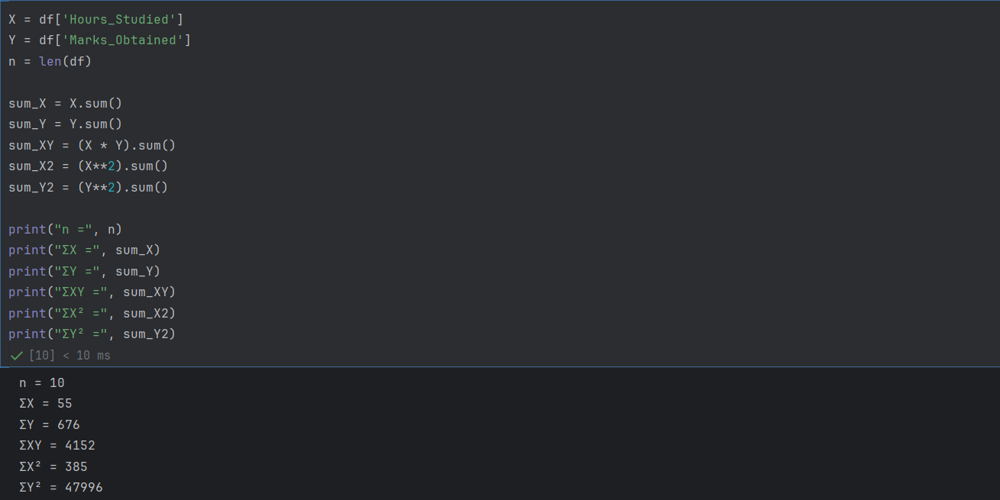 X = df['Hours_Studied']
Y = df['Marks_Obtained']
n = len(df)
sum_X = X.sum()
sum_Y = Y.sum()
sum_XY = (X * Y).sum()
sum_X2 = (X**2).sum()
sum_Y2 = (Y**2).sum()
print("n =", n)
print("ΣX =", sum_X)
print("ΣY =", sum_Y)
print("ΣXY =", sum_XY)
print("ΣX² =", sum_X2)
print("ΣY² =", sum_Y2)
[10] < 10 ms
n = 10
ΣX = 55
ΣY = 676
ΣXY = 4152
ΣX² = 385
ΣY² = 47996